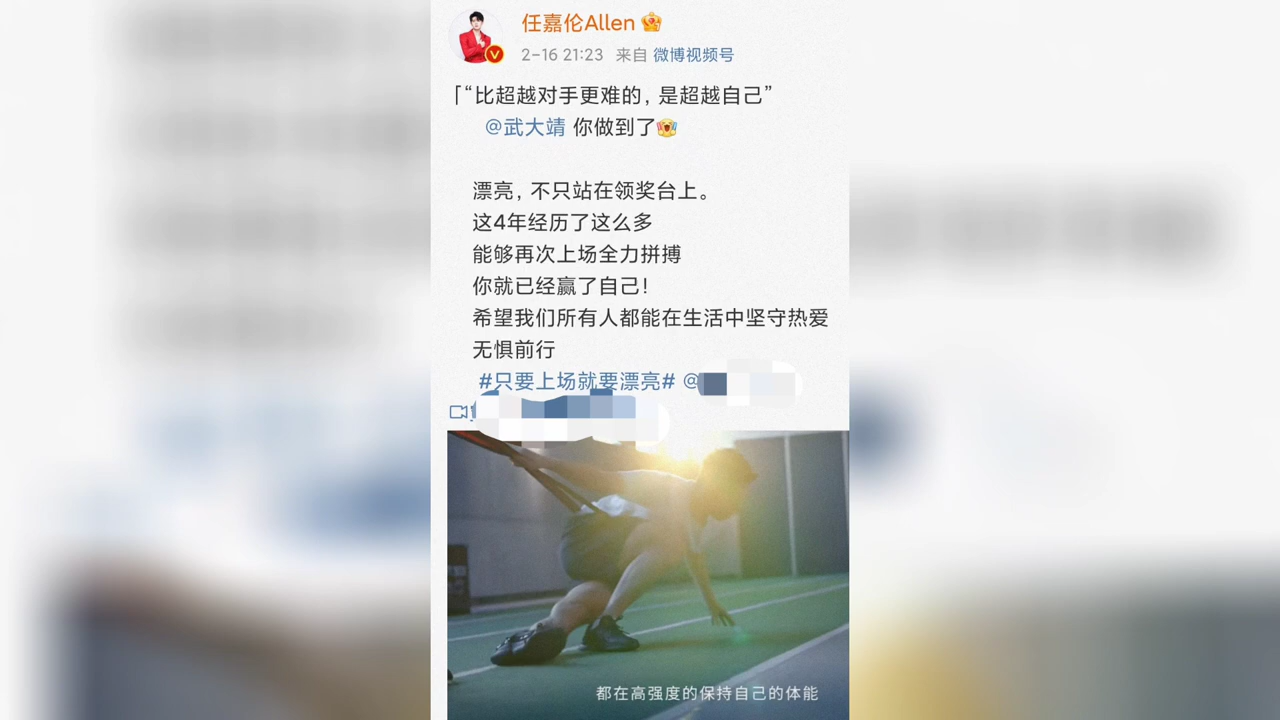 任嘉伦Allen
2-16 21:23 来自 微博视频号
「“比超越对手更难的，是超越自己”
@武大靖 你做到了
漂亮，不只站在领奖台上。
这4年经历了这么多
能够再次上场全力拼搏
你就已经赢了自己！
希望我们所有人都能在生活中坚守热爱
无惧前行
#只要上场就要漂亮# @
都在高强度的保持自己的体能